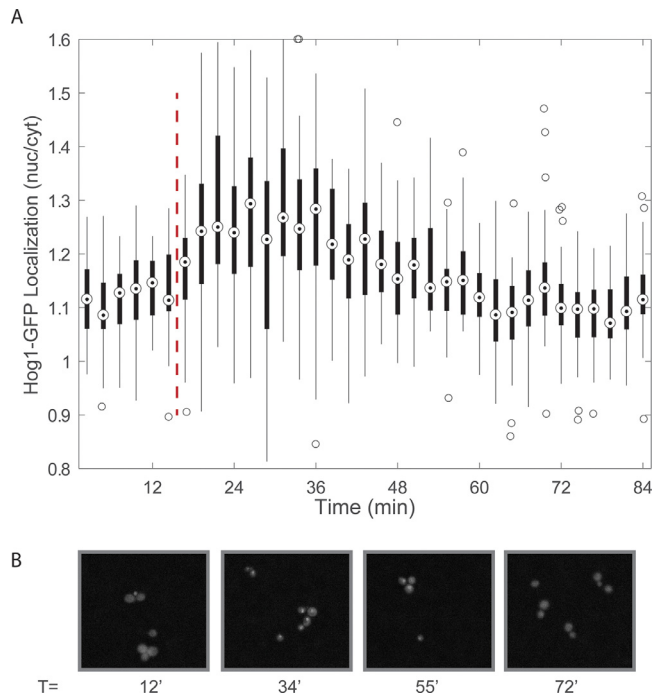 A
Hog1-GFP Localization (nuc/cyt)
1.6
1.5
1.4
1.3
1.2
1.1
1
0.9
0.8
12 24 36 48 60 72 84
Time (min)
B
T= 12' 34' 55' 72'